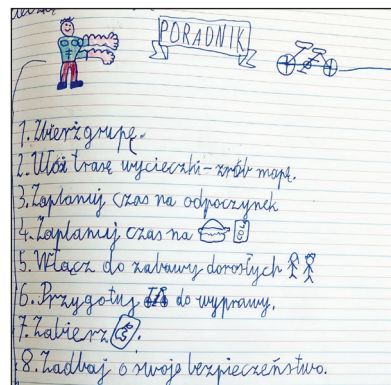 PORADNIK
1. Zbierz grupę.
2. Ułóż trasę wycieczki - zrób mapę.
3. Zaplanuj czas na odpoczynek
4. Zaplanuj czas na
5. Włącz do zabawy dorosłych
6. Przygotuj do wyprawy.
7. Zabierz
8. Zadbaj o swoje bezpieczeństwo.